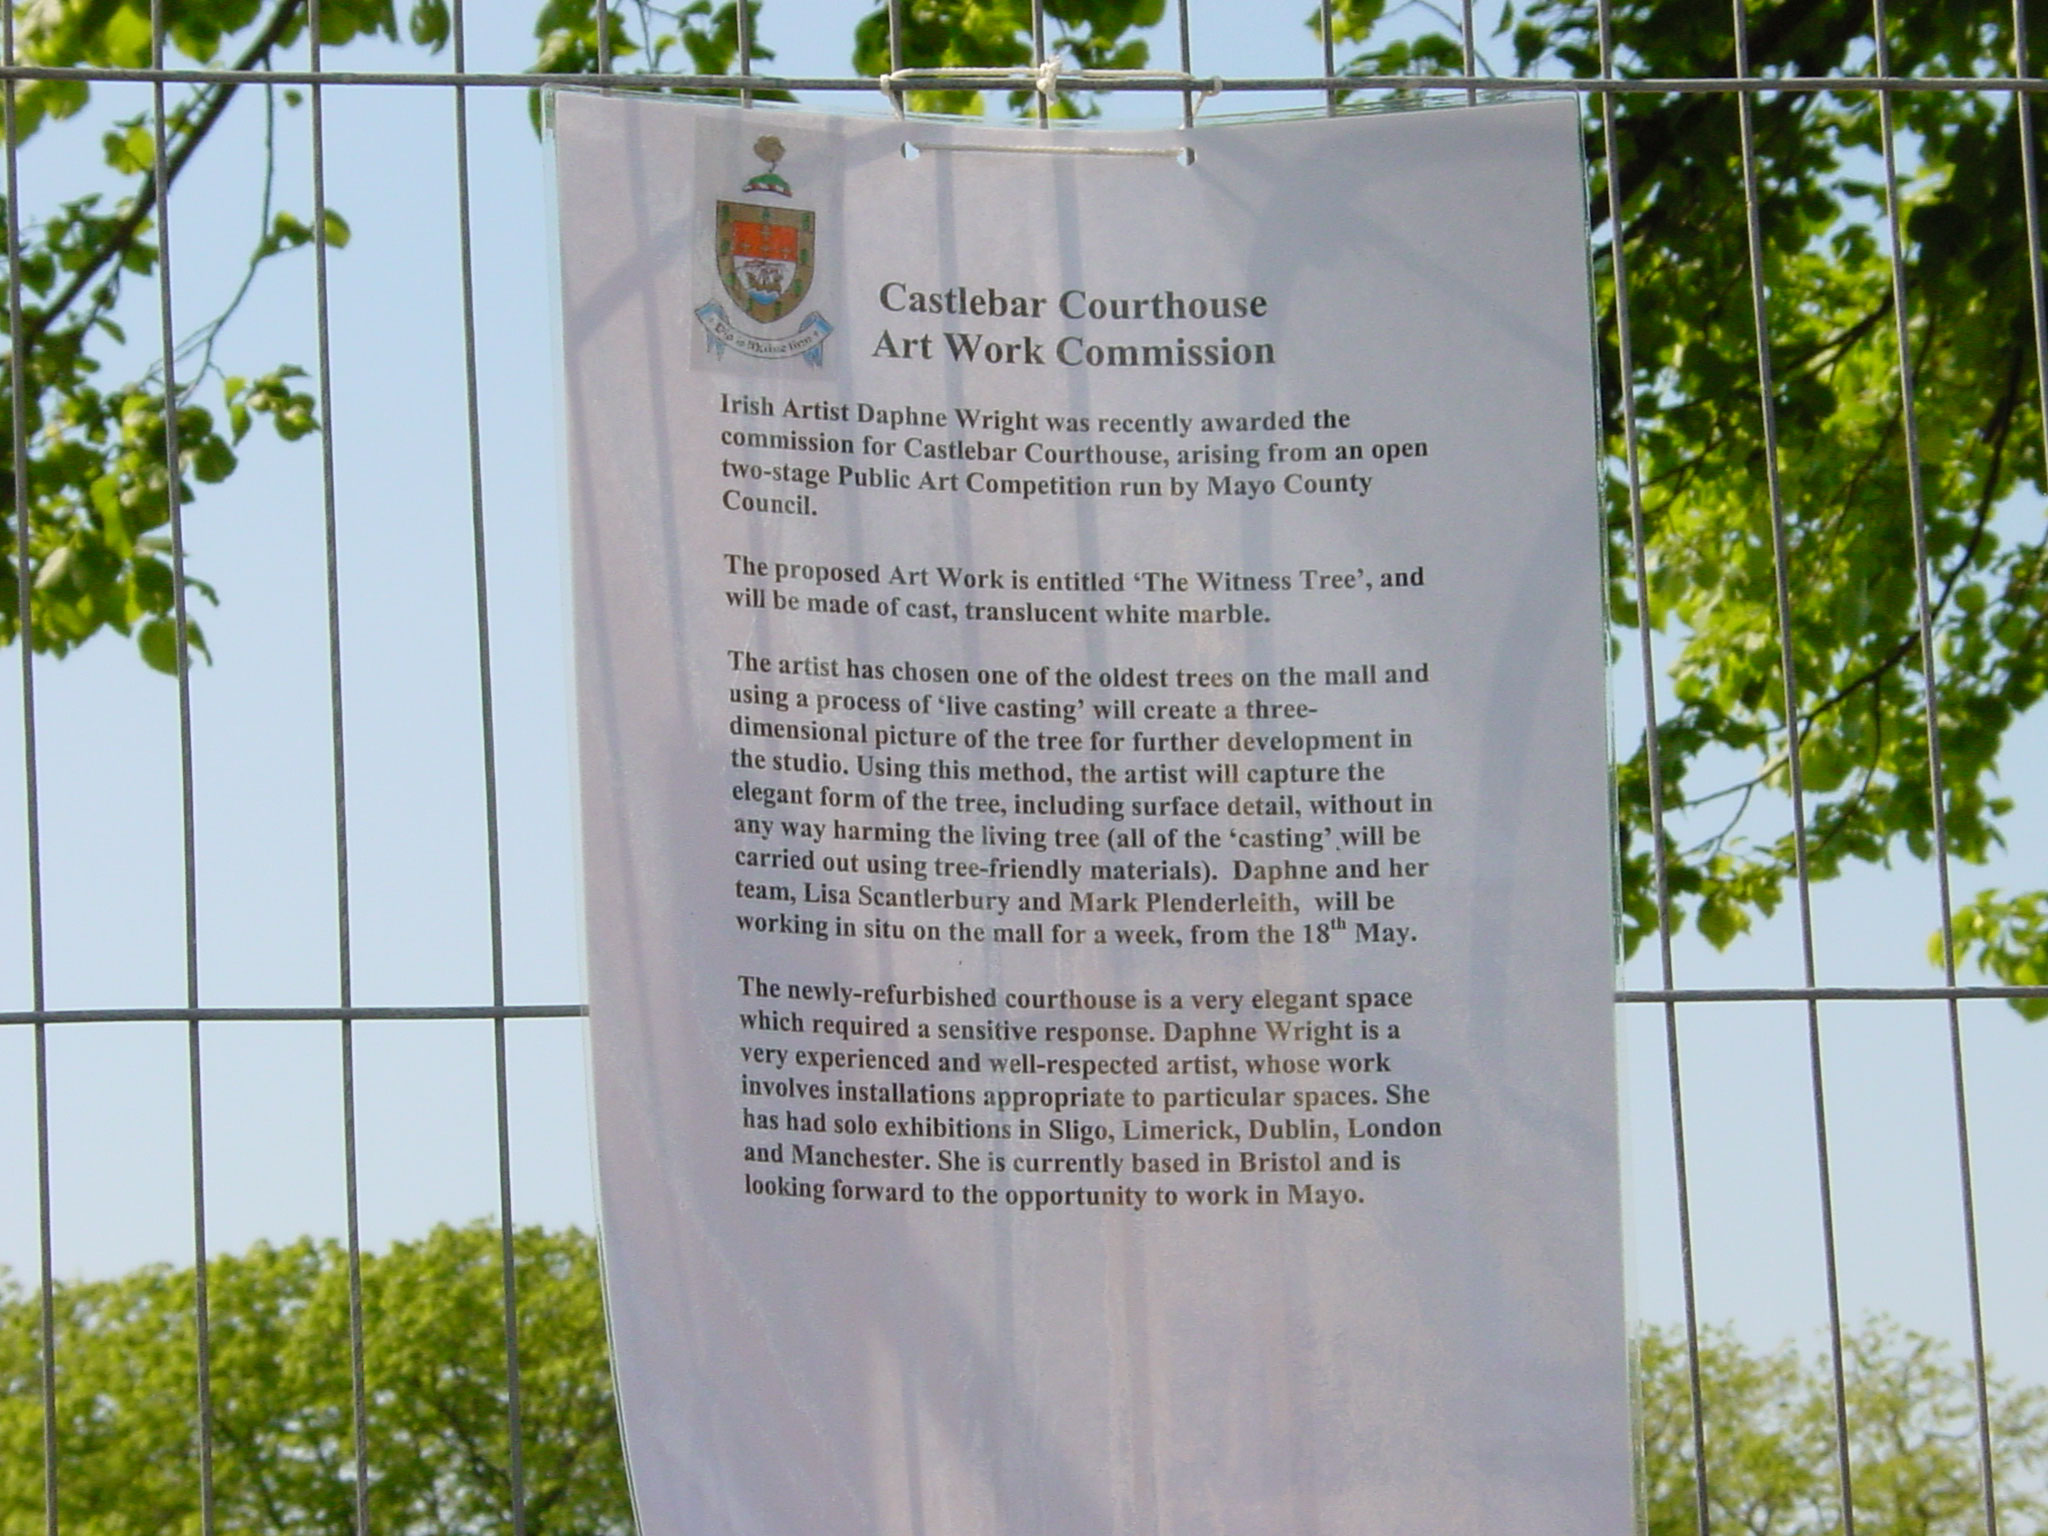 Castlebar Courthouse
Art Work Commission
Irish Artist Daphne Wright was recently awarded the
commission for Castlebar Courthouse, arising from an open
two-stage Public Art Competition run by Mayo County
Council.
The proposed Art Work is entitled ‘The Witness Tree’, and
will be made of cast, translucent white marble.
The artist has chosen one of the oldest trees on the mall and
using a process of ‘live casting’ will create a three-
dimensional picture of the tree for further development in
the studio. Using this method, the artist will capture the
elegant form of the tree, including surface detail, without in
any way harming the living tree (all of the ‘casting’ will be
carried out using tree-friendly materials). Daphne and her
team, Lisa Scantlerbury and Mark Plenderleith, will be
working in situ on the mall for a week, from the 18th May.
The newly-refurbished courthouse is a very elegant space
which required a sensitive response. Daphne Wright is a
very experienced and well-respected artist, whose work
involves installations appropriate to particular spaces. She
has had solo exhibitions in Sligo, Limerick, Dublin, London
and Manchester. She is currently based in Bristol and is
looking forward to the opportunity to work in Mayo.